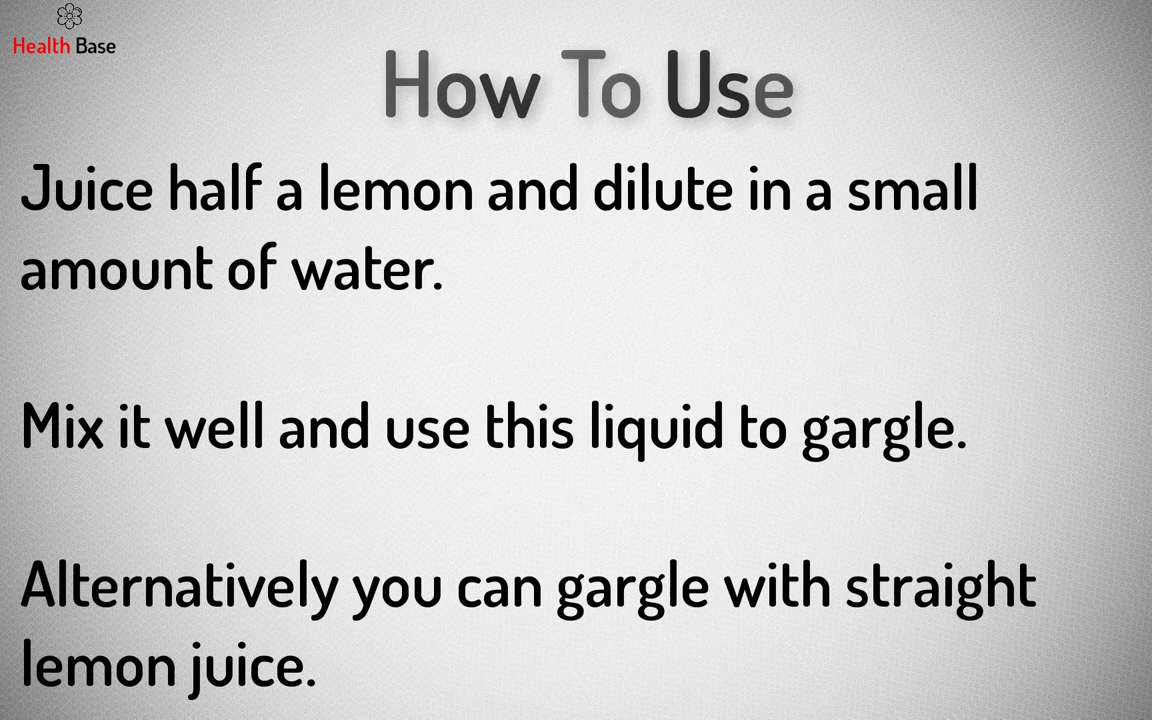 Health Base
How To Use
Juice half a lemon and dilute in a small
amount of water.
Mix it well and use this liquid to gargle.
Alternatively you can gargle with straight
lemon juice.